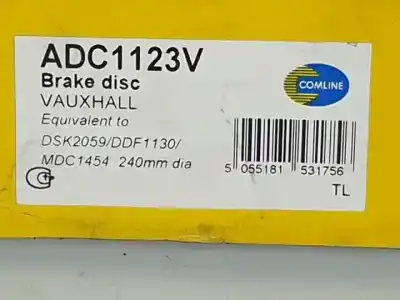 ADC1123V
Brake disc
VAUXHALL
Equivalent to
DSK2059/DDF1130/
MDC1454 240mm dia
COMLINE
5 055181 531756
TL